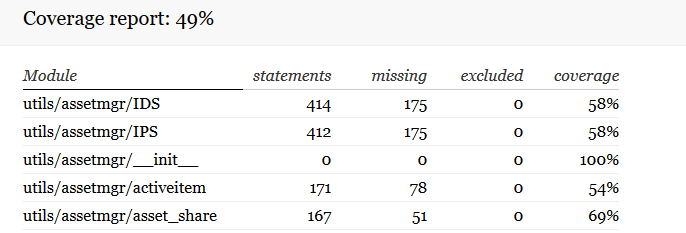 Coverage report: 49%
Module statements missing excluded coverage
utils/assetmgr/IDS 414 175 0 58%
utils/assetmgr/IPS 412 175 0 58%
utils/assetmgr/__init__ 0 0 0 100%
utils/assetmgr/activeitem 171 78 0 54%
utils/assetmgr/asset_share 167 51 0 69%